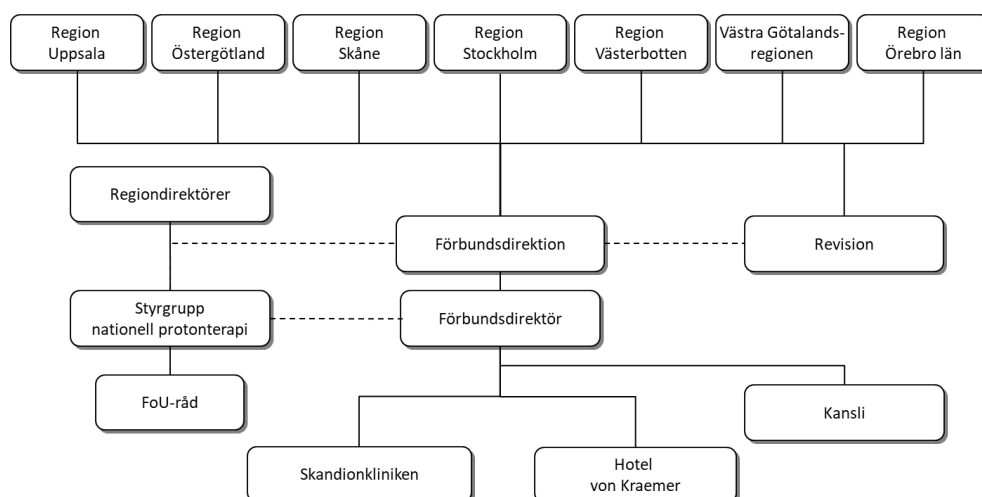 Region
Uppsala
Region
Östergötland
Region
Skåne
Region
Stockholm
Region
Västerbotten
Västra Götalands-
regionen
Region
Örebro län
Regiondirektörer
Förbundsdirektion
Revision
Styrgrupp
nationell protonterapi
Förbundsdirektör
FoU-råd
Kansli
Skandionkliniken
Hotel
von Kraemer